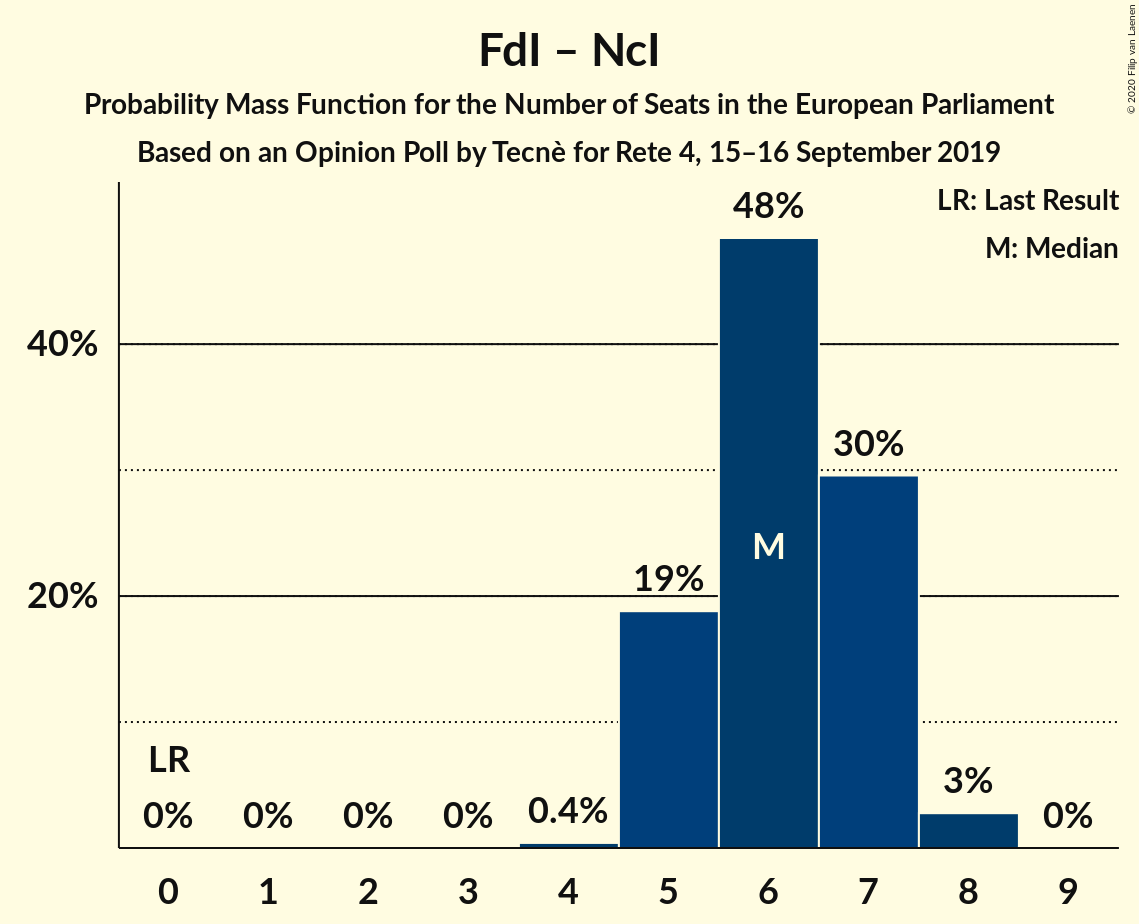 FdI – NcI
Probability Mass Function for the Number of Seats in the European Parliament
Based on an Opinion Poll by Tecnè for Rete 4, 15–16 September 2019
© 2020 Filip van Laenen
LR: Last Result
M: Median
48%
40%
30%
M
19%
20%
LR
0%
0%
0%
0%
0.4%
3%
0%
0
1
2
3
4
5
6
7
8
9